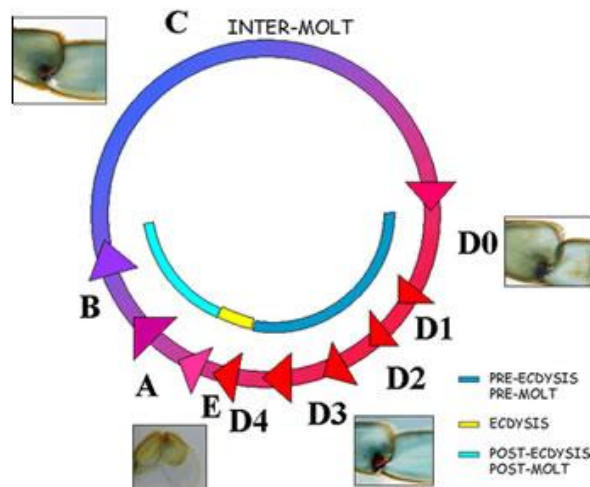 C
INTER-MOLT
D0
D1
D2
D3
D4
E
A
B
PRE-ECDYSIS
PRE-MOLT
ECDYSIS
POST-ECDYSIS
POST-MOLT